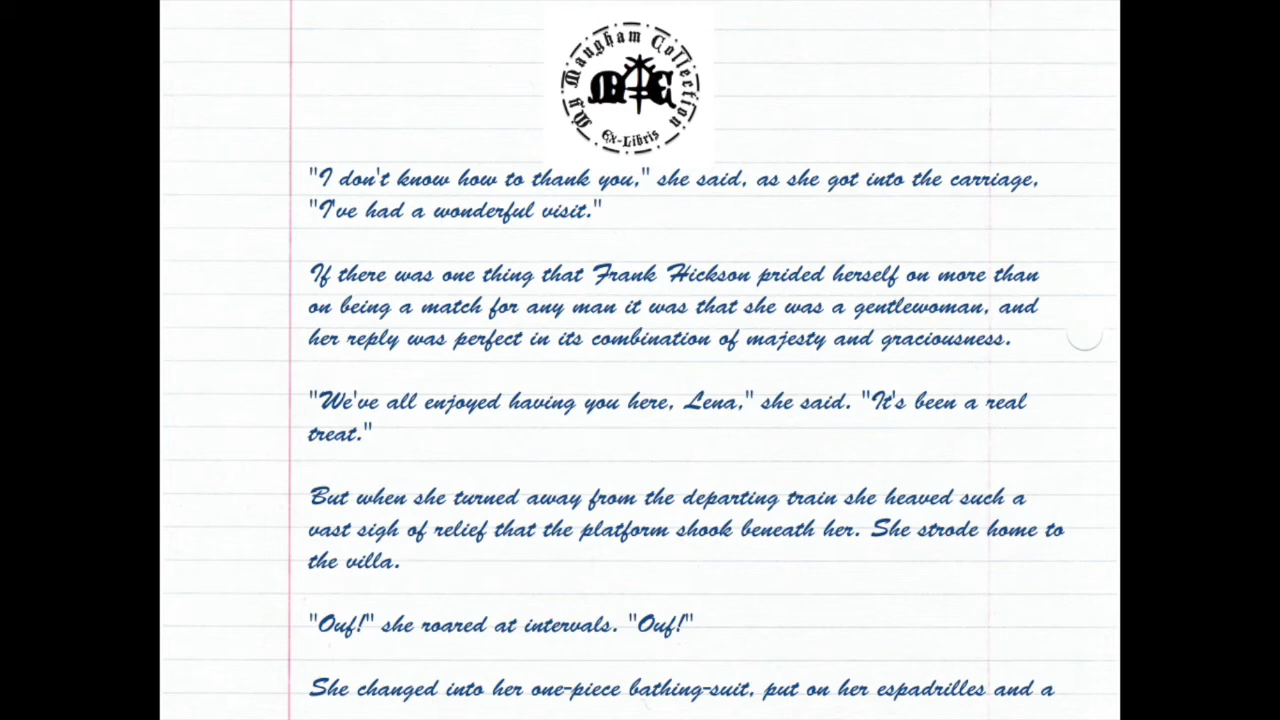 My Maugham Collection
MC
Ex-Libris
"I don't know how to thank you," she said, as she got into the carriage,
"I've had a wonderful visit."
If there was one thing that Frank Hickson prided herself on more than
on being a match for any man it was that she was a gentlewoman, and
her reply was perfect in its combination of majesty and graciousness.
"We've all enjoyed having you here, Lena," she said. "It's been a real
treat."
But when she turned away from the departing train she heaved such a
vast sigh of relief that the platform shook beneath her. She strode home to
the villa.
"Ouf!" she roared at intervals. "Ouf!"
She changed into her one-piece bathing-suit, put on her espadrilles and a